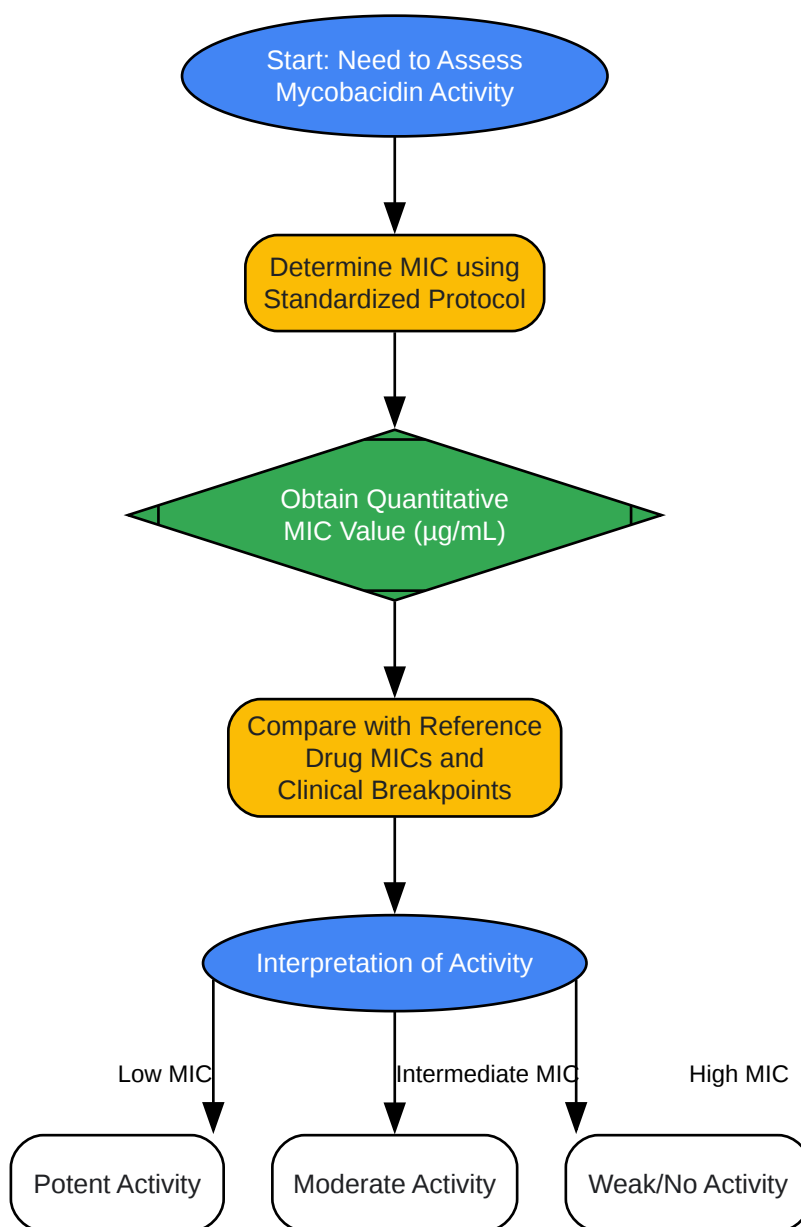 Start: Need to Assess
Mycobacidin Activity
Determine MIC using
Standardized Protocol
Obtain Quantitative
MIC Value (µg/mL)
Compare with Reference
Drug MICs and
Clinical Breakpoints
Interpretation of Activity
Low MIC
Intermediate MIC
High MIC
Potent Activity
Moderate Activity
Weak/No Activity